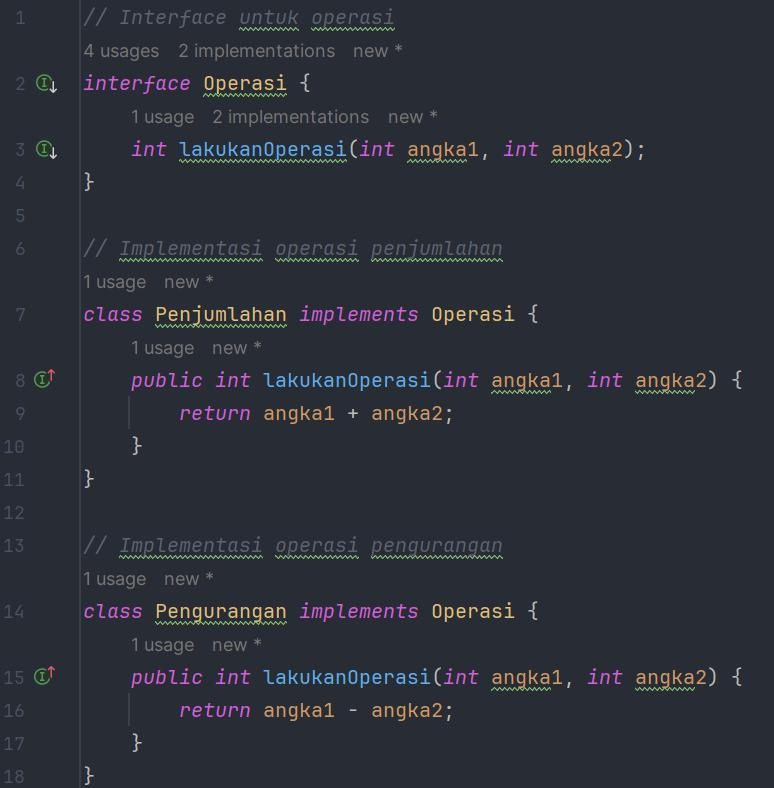 1 // Interface untuk operasi
4 usages 2 implementations new *
2 interface Operasi {
1 usage 2 implementations new *
3 int lakukanOperasi(int angka1, int angka2);
4 }
5
6 // Implementasi operasi penjumlahan
1 usage new *
7 class Penjumlahan implements Operasi {
1 usage new *
8 public int lakukanOperasi(int angka1, int angka2) {
9 return angka1 + angka2;
10 }
11 }
12
13 // Implementasi operasi pengurangan
1 usage new *
14 class Pengurangan implements Operasi {
1 usage new *
15 public int lakukanOperasi(int angka1, int angka2) {
16 return angka1 - angka2;
17 }
18 }